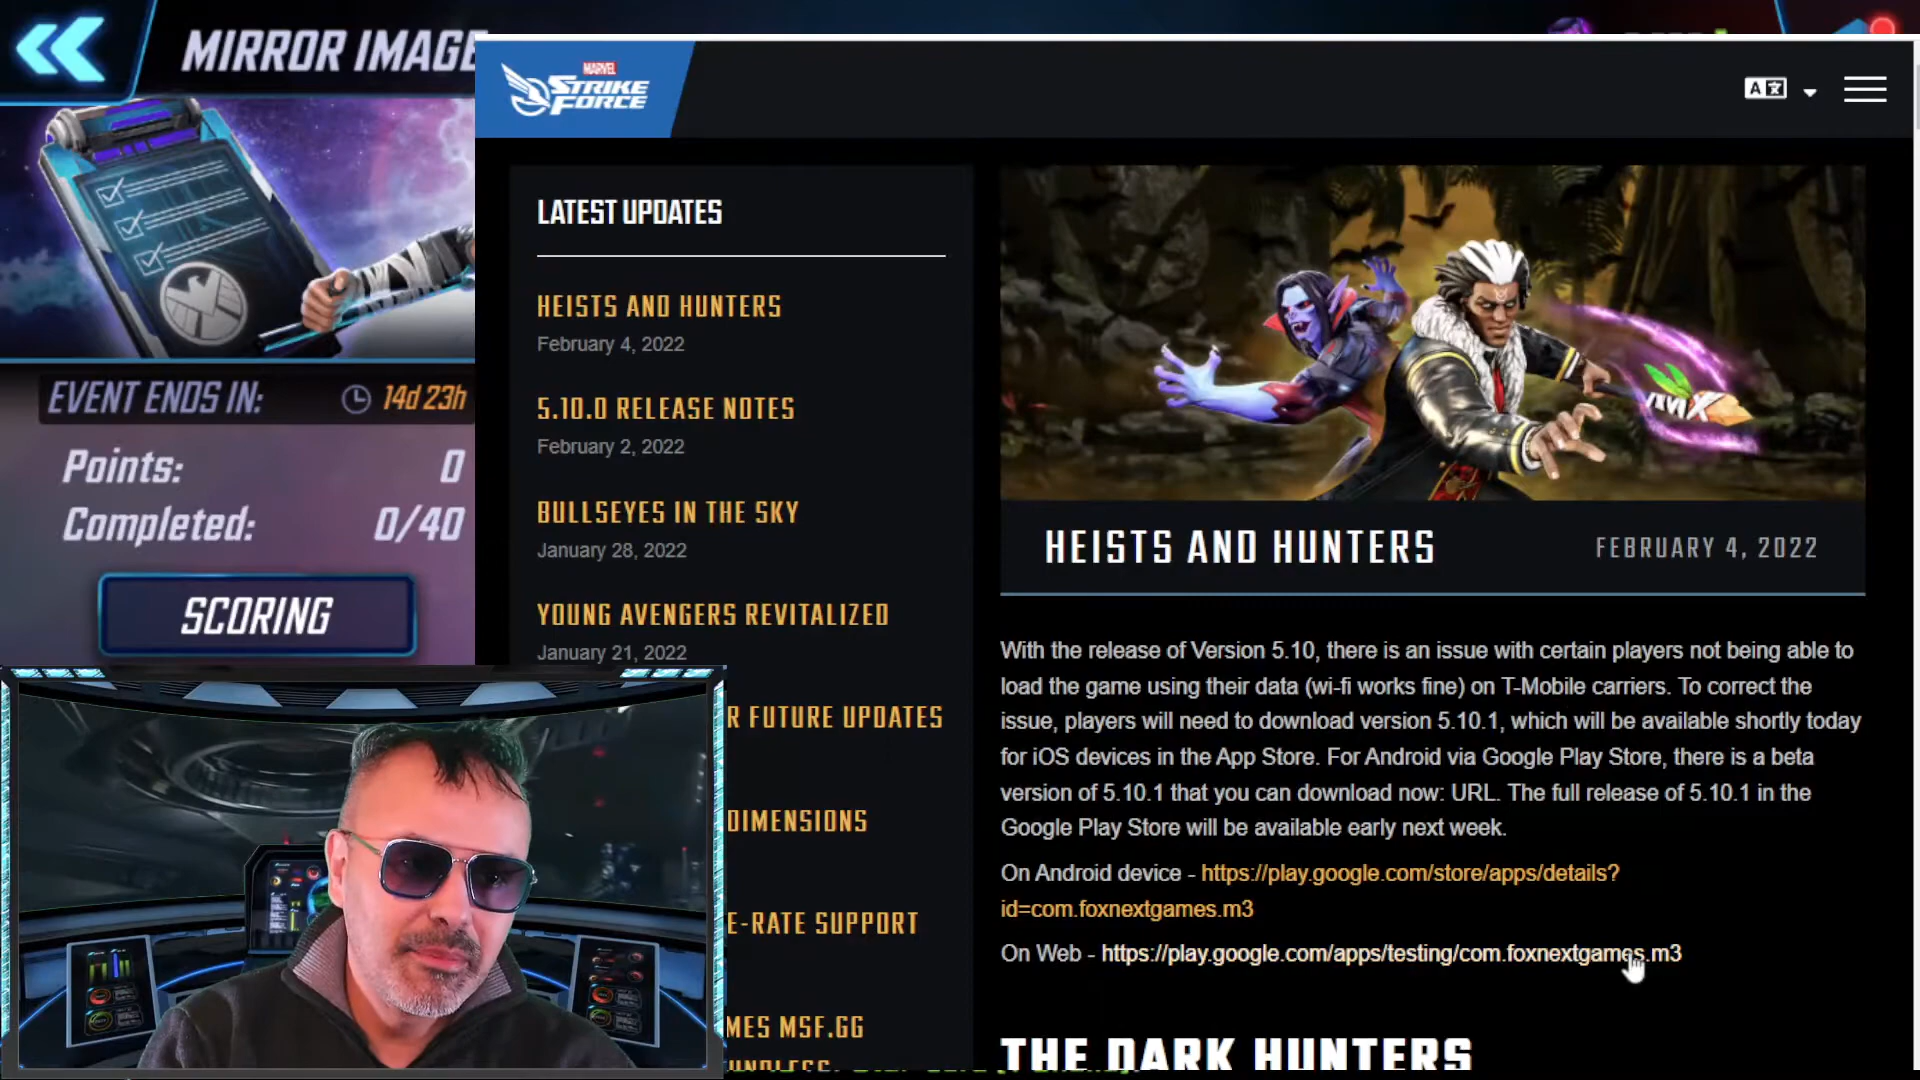 MIRROR IMAGE
EVENT ENDS IN: 14d 23h
Points: 0
Completed: 0/40
SCORING
MARVEL
STRIKE
FORCE
A
LATEST UPDATES
HEISTS AND HUNTERS
February 4, 2022
5.10.0 RELEASE NOTES
February 2, 2022
BULLSEYES IN THE SKY
January 28, 2022
YOUNG AVENGERS REVITALIZED
January 21, 2022
R FUTURE UPDATES
DIMENSIONS
E-RATE SUPPORT
MES MSF.GG
HEISTS AND HUNTERS
FEBRUARY 4, 2022
With the release of Version 5.10, there is an issue with certain players not being able to
load the game using their data (wi-fi works fine) on T-Mobile carriers. To correct the
issue, players will need to download version 5.10.1, which will be available shortly today
for iOS devices in the App Store. For Android via Google Play Store, there is a beta
version of 5.10.1 that you can download now: URL. The full release of 5.10.1 in the
Google Play Store will be available early next week.
On Android device - https://play.google.com/store/apps/details?
id=com.foxnextgames.m3
On Web - https://play.google.com/apps/testing/com.foxnextgames.m3
THE DARK HUNTERS